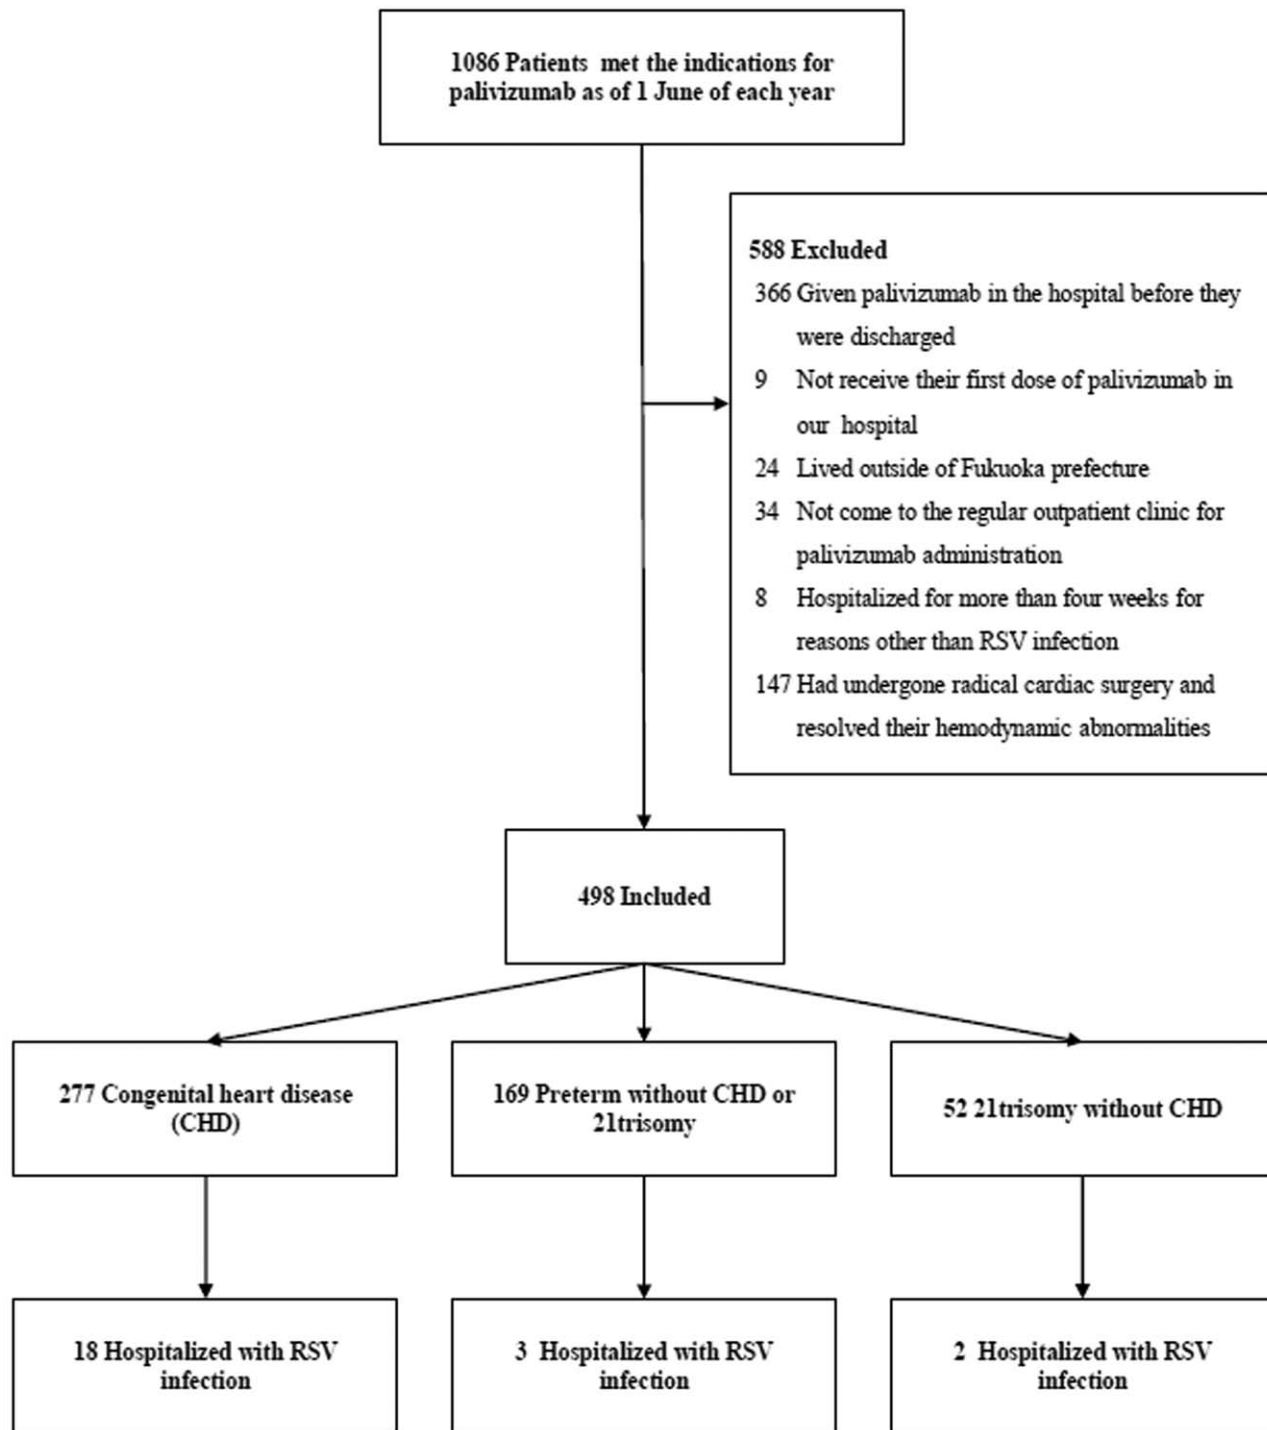 1086 Patients met the indications for
palivizumab as of 1 June of each year
588 Excluded
366 Given palivizumab in the hospital before they
were discharged
9 Not receive their first dose of palivizumab in
our hospital
24 Lived outside of Fukuoka prefecture
34 Not come to the regular outpatient clinic for
palivizumab administration
8 Hospitalized for more than four weeks for
reasons other than RSV infection
147 Had undergone radical cardiac surgery and
resolved their hemodynamic abnormalities
498 Included
277 Congenital heart disease
(CHD)
169 Preterm without CHD or
21trisomy
52 21trisomy without CHD
18 Hospitalized with RSV
infection
3 Hospitalized with RSV
infection
2 Hospitalized with RSV
infection